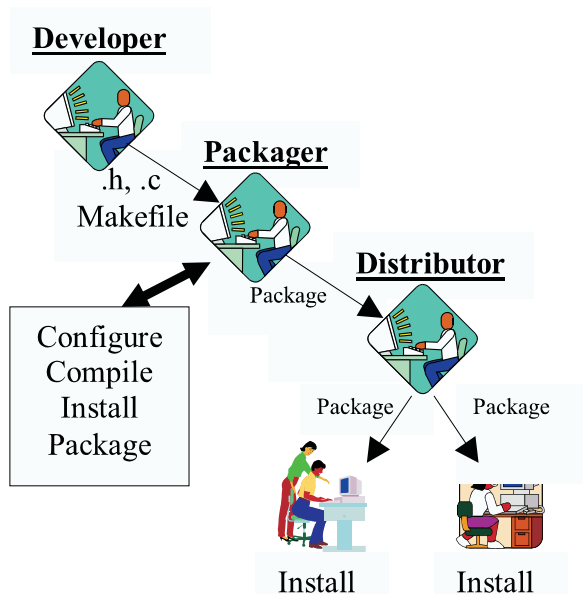 Developer
Packager
.h, .c
Makefile
Distributor
Package
Configure
Compile
Install
Package
Package
Package
Install
Install